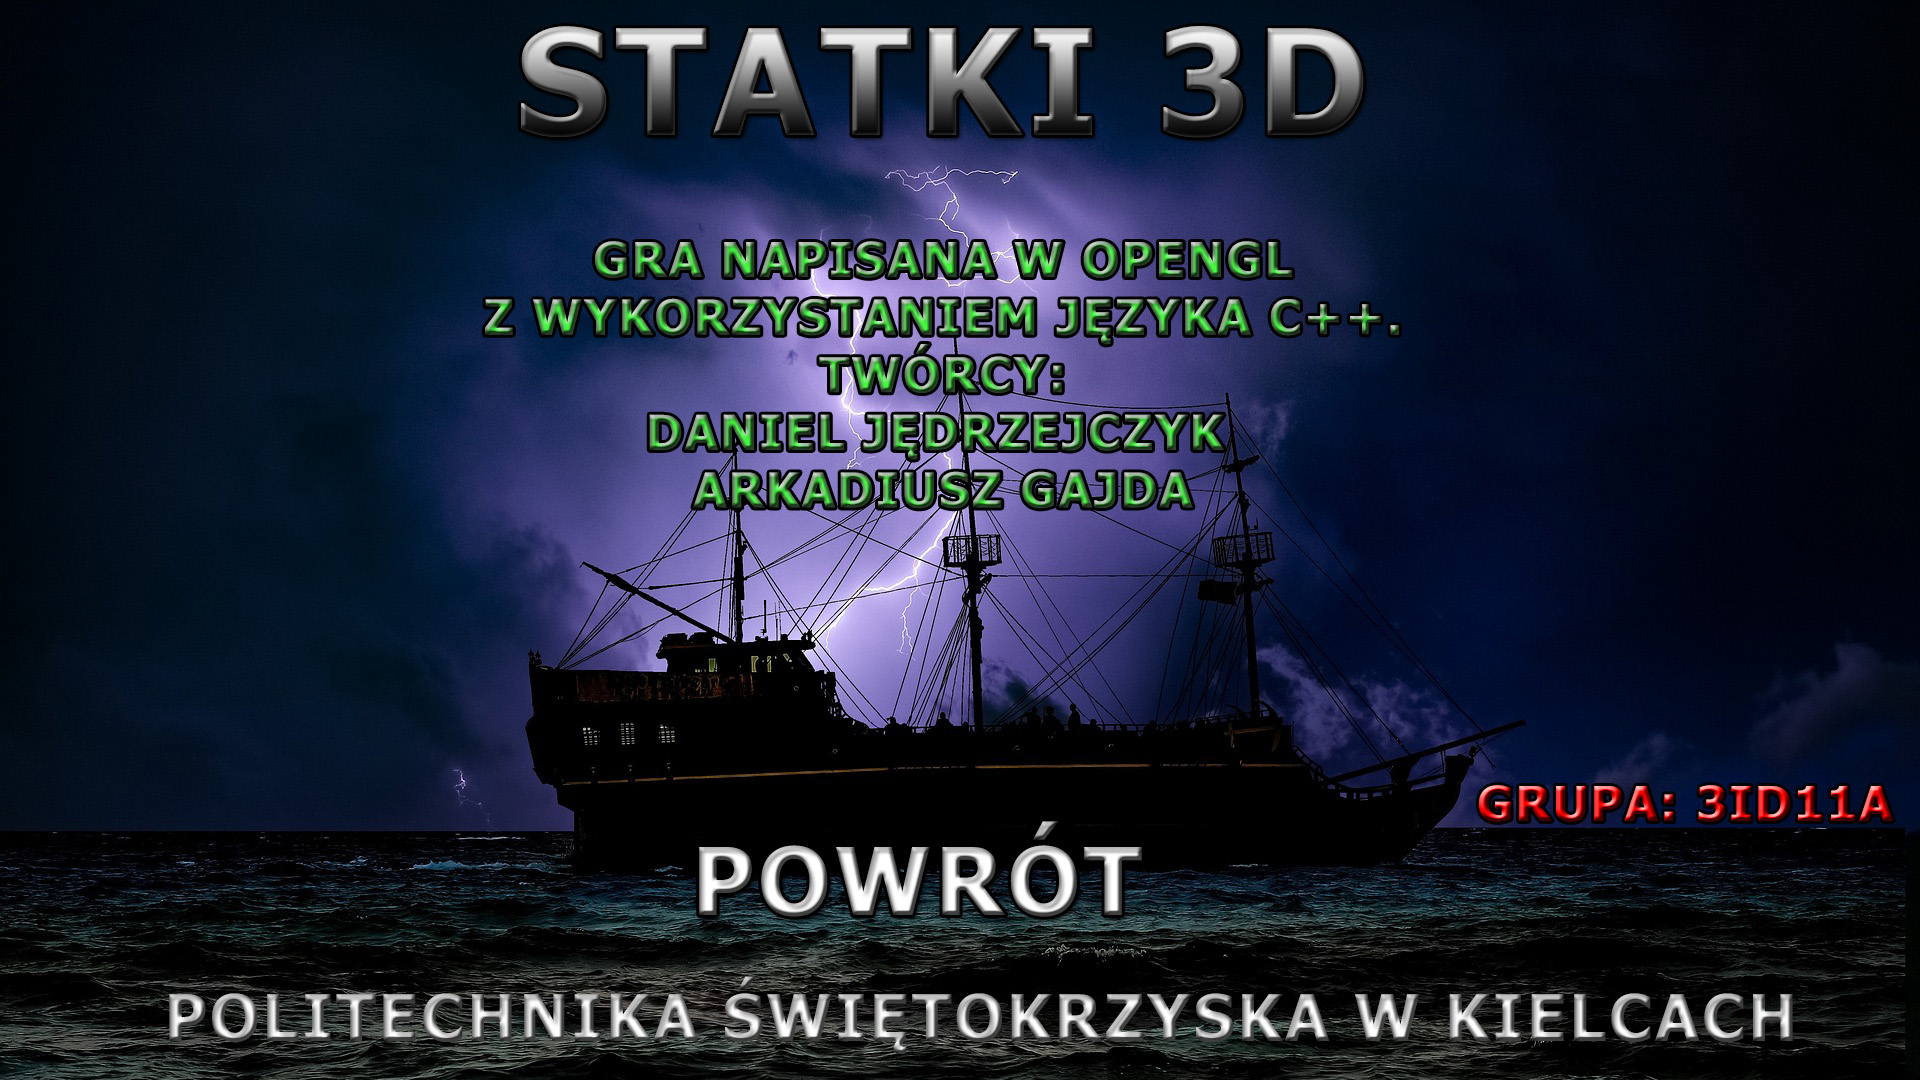 STATKI 3D
GRA NAPISANA W OPENGL
Z WYKORZYSTANIEM JĘZYKA C++.
TWÓRCY:
DANIEL JĘDRZEJCZYK
ARKADIUSZ GAJDA
GRUPA: 3ID11A
POWRÓT
POLITECHNIKA ŚWIĘTOKRZYSKA W KIELCACH